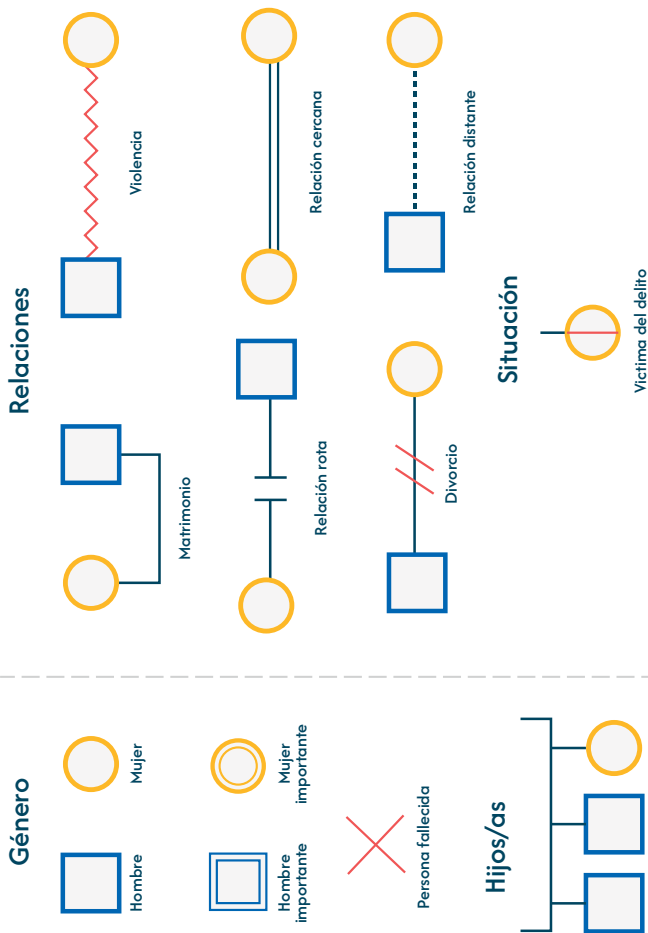 Género
Hombre
Mujer
Hombre
importante
Mujer
importante
Persona fallecida
Hijos/as
Relaciones
Matrimonio
Violencia
Relación rota
Relación cercana
Divorcio
Relación distante
Situación
Victima del delito